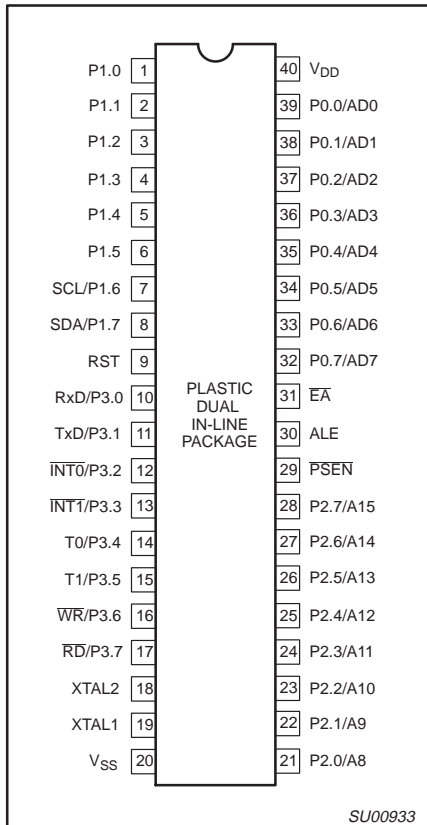 P1.0 1 40 VDD
P1.1 2 39 P0.0/AD0
P1.2 3 38 P0.1/AD1
P1.3 4 37 P0.2/AD2
P1.4 5 36 P0.3/AD3
P1.5 6 35 P0.4/AD4
SCL/P1.6 7 34 P0.5/AD5
SDA/P1.7 8 33 P0.6/AD6
RST 9 32 P0.7/AD7
RxD/P3.0 10 31 E̅A̅
TxD/P3.1 11 30 ALE
I̅N̅T̅0̅/P3.2 12 29 P̅S̅E̅N̅
I̅N̅T̅1̅/P3.3 13 28 P2.7/A15
T0/P3.4 14 27 P2.6/A14
T1/P3.5 15 26 P2.5/A13
W̅R̅/P3.6 16 25 P2.4/A12
R̅D̅/P3.7 17 24 P2.3/A11
XTAL2 18 23 P2.2/A10
XTAL1 19 22 P2.1/A9
VSS 20 21 P2.0/A8
PLASTIC
DUAL
IN-LINE
PACKAGE
SU00933